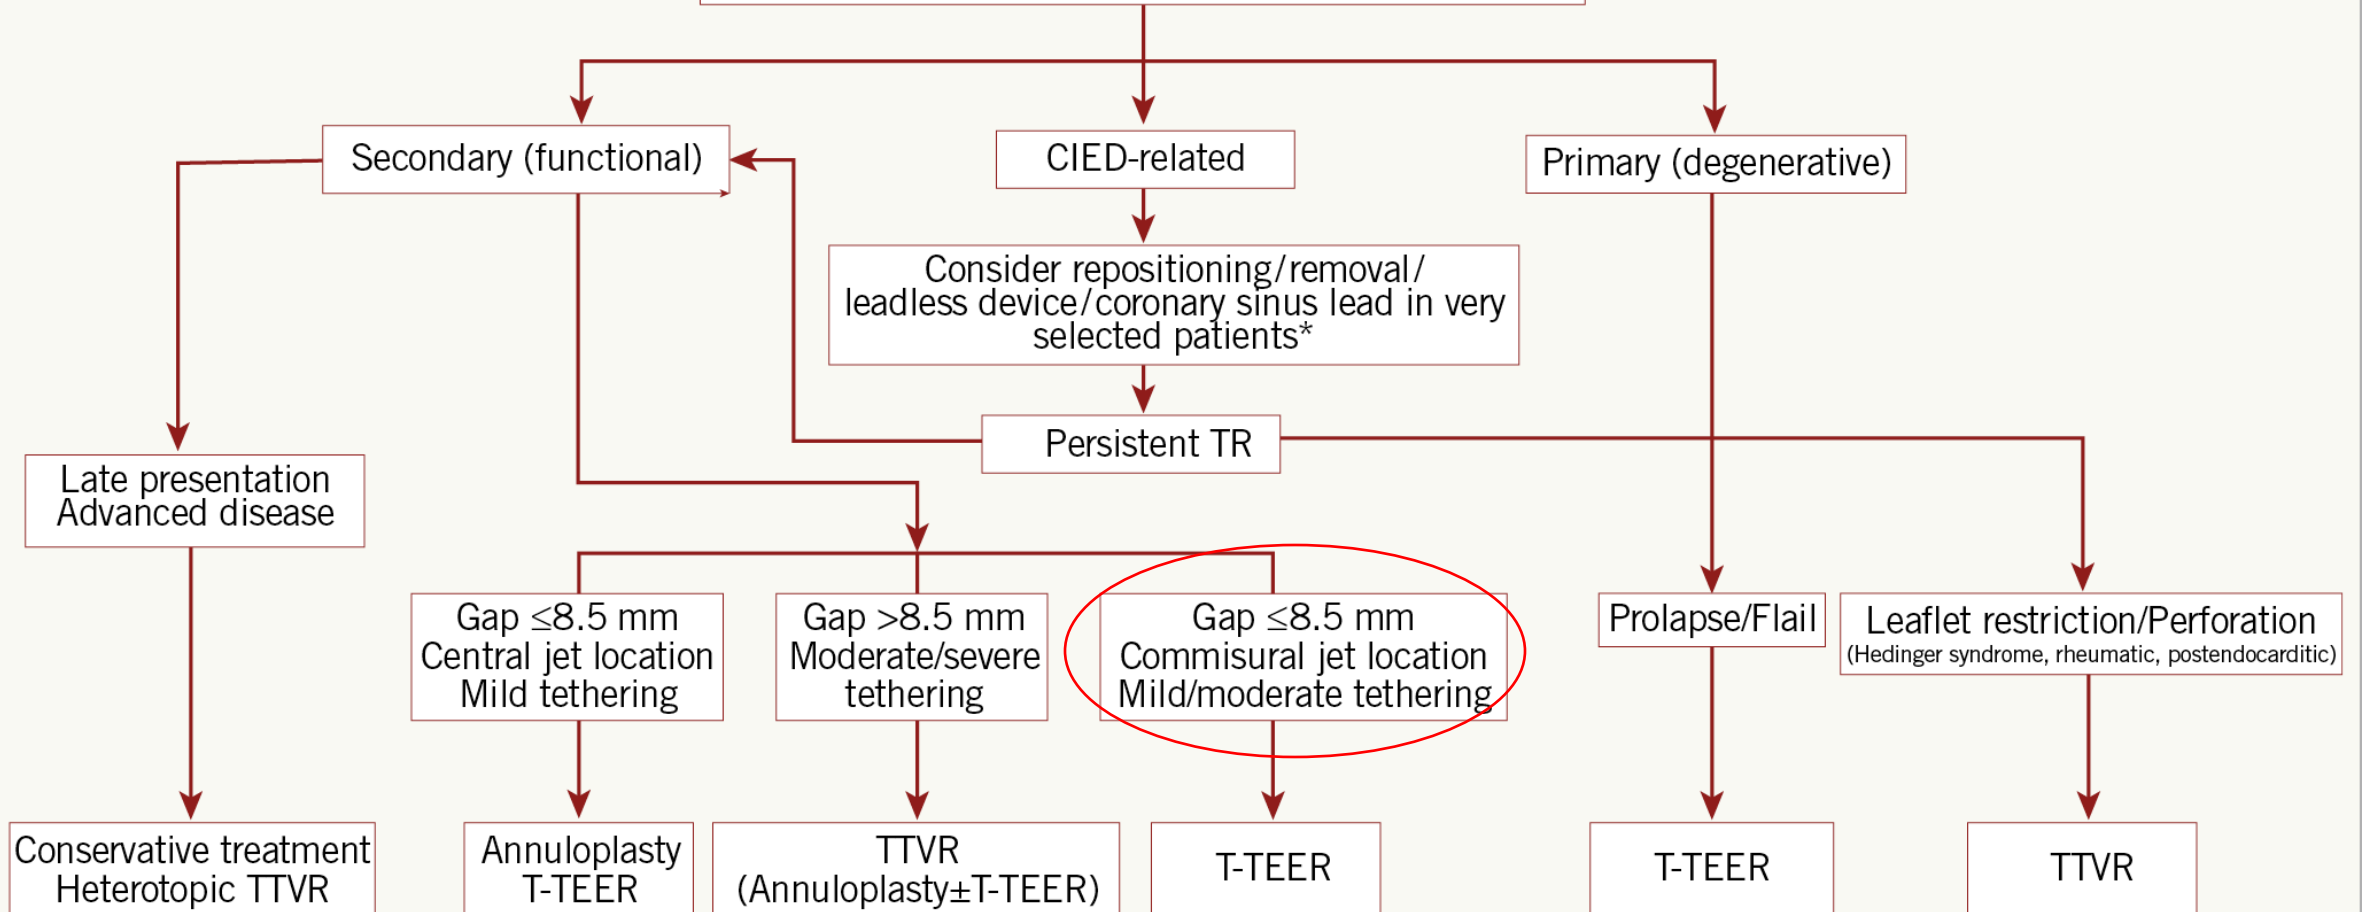 Secondary (functional)
CIED-related
Primary (degenerative)
Consider repositioning/removal/
leadless device/coronary sinus lead in very
selected patients*
Persistent TR
Late presentation
Advanced disease
Gap ≤8.5 mm
Central jet location
Mild tethering
Gap >8.5 mm
Moderate/severe
tethering
Gap ≤8.5 mm
Commisural jet location
Mild/moderate tethering
Prolapse/Flail
Leaflet restriction/Perforation
(Hedinger syndrome, rheumatic, postendocarditic)
Conservative treatment
Heterotopic TTVR
Annuloplasty
T-TEER
TTVR
(Annuloplasty±T-TEER)
T-TEER
T-TEER
TTVR